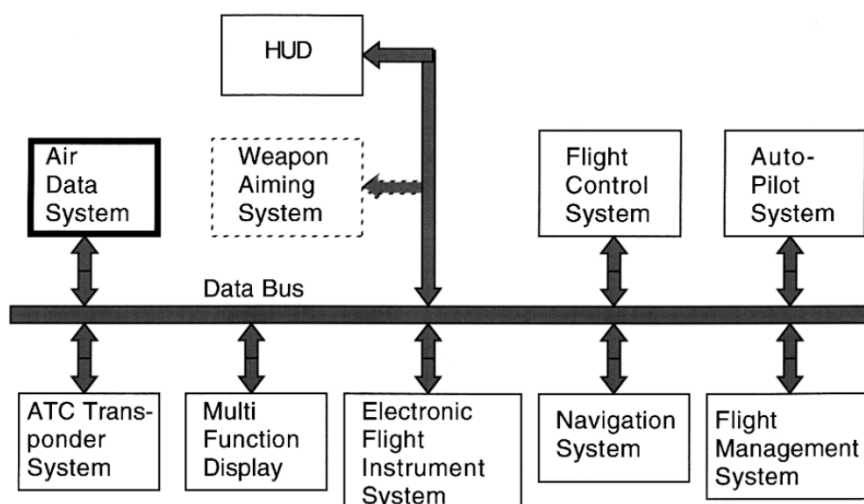 HUD
Air
Data
System
Weapon
Aiming
System
Flight
Control
System
Auto-
Pilot
System
Data Bus
ATC Trans-
ponder
System
Multi
Function
Display
Electronic
Flight
Instrument
System
Navigation
System
Flight
Management
System